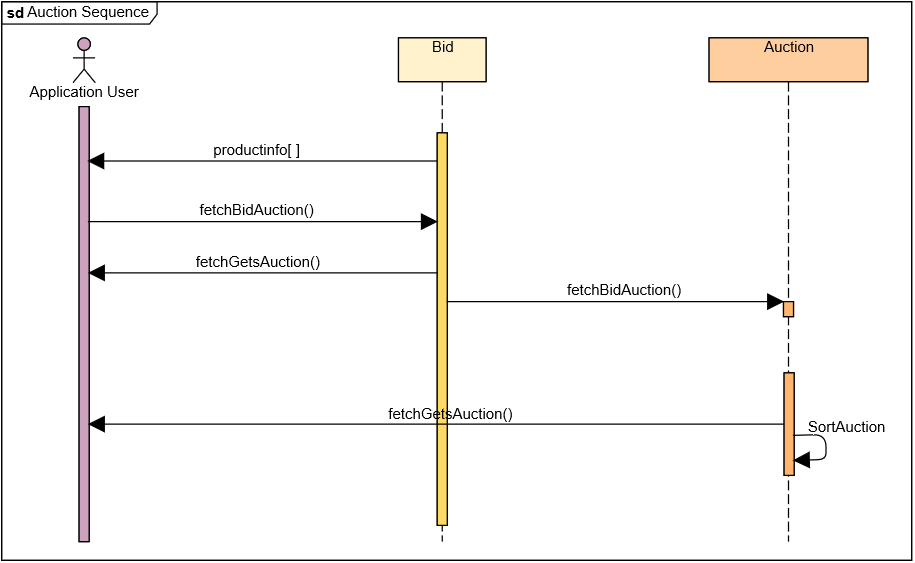 sd Auction Sequence
Bid
Auction
Application User
productinfo[ ]
fetchBidAuction()
fetchGetsAuction()
fetchBidAuction()
fetchGetsAuction()
SortAuction